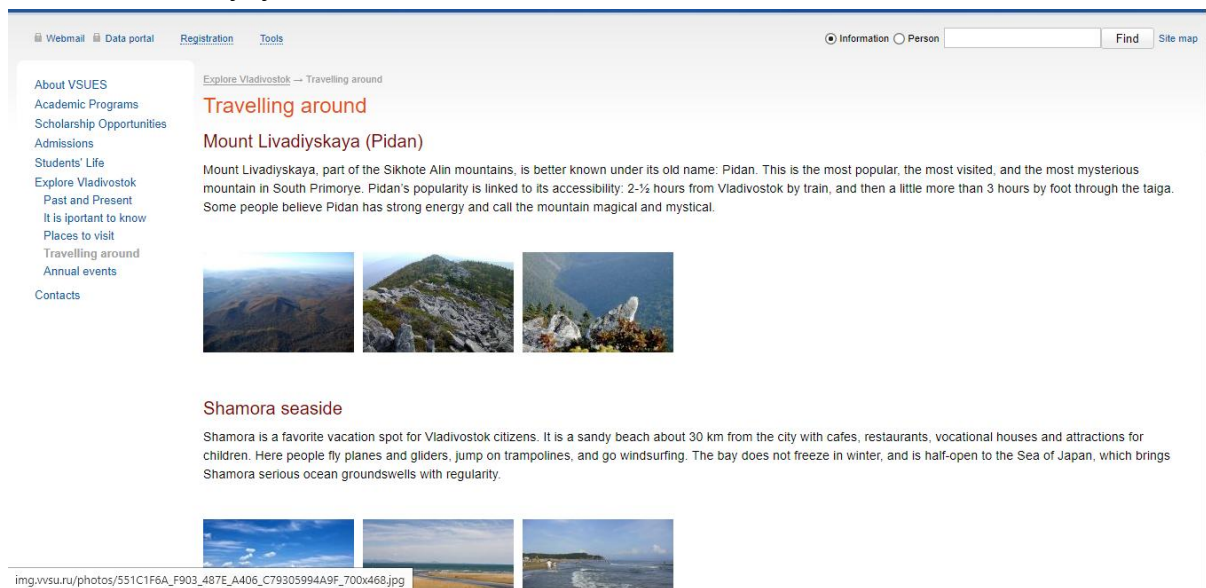 Webmail Data portal Registration Tools Information Person Find Site map
About VSUES
Academic Programs
Scholarship Opportunities
Admissions
Students' Life
Explore Vladivostok
Past and Present
It is iportant to know
Places to visit
Travelling around
Annual events
Contacts
Explore Vladivostok → Travelling around
Travelling around
Mount Livadiyskaya (Pidan)
Mount Livadiyskaya, part of the Sikhote Alin mountains, is better known under its old name: Pidan. This is the most popular, the most visited, and the most mysterious
mountain in South Primorye. Pidan's popularity is linked to its accessibility: 2-½ hours from Vladivostok by train, and then a little more than 3 hours by foot through the taiga.
Some people believe Pidan has strong energy and call the mountain magical and mystical.
Shamora seaside
Shamora is a favorite vacation spot for Vladivostok citizens. It is a sandy beach about 30 km from the city with cafes, restaurants, vocational houses and attractions for
children. Here people fly planes and gliders, jump on trampolines, and go windsurfing. The bay does not freeze in winter, and is half-open to the Sea of Japan, which brings
Shamora serious ocean groundswells with regularity.
img.vvsu.ru/photos/551C1F6A_F903_487E_A406_C79305994A9F_700x468.jpg